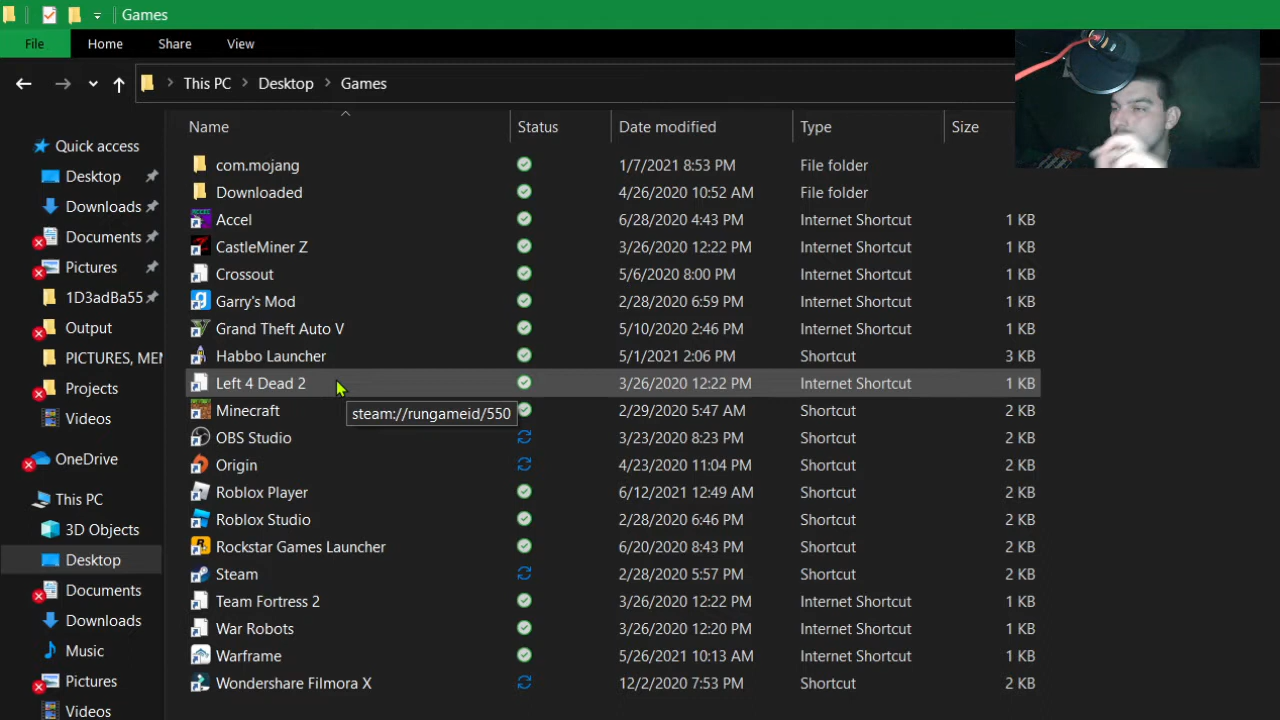 Games
File Home Share View
This PC Desktop Games
Name Status Date modified Type Size
Quick access
Desktop
Downloads
Documents
Pictures
1D3adBa55
Output
PICTURES, MEM
Projects
Videos
OneDrive
This PC
3D Objects
Desktop
Documents
Downloads
Music
Pictures
Videos
com.mojang 1/7/2021 8:53 PM File folder
Downloaded 4/26/2020 10:52 AM File folder
Accel 6/28/2020 4:43 PM Internet Shortcut 1 KB
CastleMiner Z 3/26/2020 12:22 PM Internet Shortcut 1 KB
Crossout 5/6/2020 8:00 PM Internet Shortcut 1 KB
Garry's Mod 2/28/2020 6:59 PM Internet Shortcut 1 KB
Grand Theft Auto V 5/10/2020 2:46 PM Internet Shortcut 1 KB
Habbo Launcher 5/1/2021 2:06 PM Shortcut 3 KB
Left 4 Dead 2 3/26/2020 12:22 PM Internet Shortcut 1 KB
steam://rungameid/550
Minecraft 2/29/2020 5:47 AM Shortcut 2 KB
OBS Studio 3/23/2020 8:23 PM Shortcut 2 KB
Origin 4/23/2020 11:04 PM Shortcut 2 KB
Roblox Player 6/12/2021 12:49 AM Shortcut 2 KB
Roblox Studio 2/28/2020 6:46 PM Shortcut 2 KB
Rockstar Games Launcher 6/20/2020 8:43 PM Shortcut 2 KB
Steam 2/28/2020 5:57 PM Shortcut 2 KB
Team Fortress 2 3/26/2020 12:22 PM Internet Shortcut 1 KB
War Robots 3/26/2020 12:20 PM Internet Shortcut 1 KB
Warframe 5/26/2021 10:13 AM Internet Shortcut 1 KB
Wondershare Filmora X 12/2/2020 7:53 PM Shortcut 2 KB